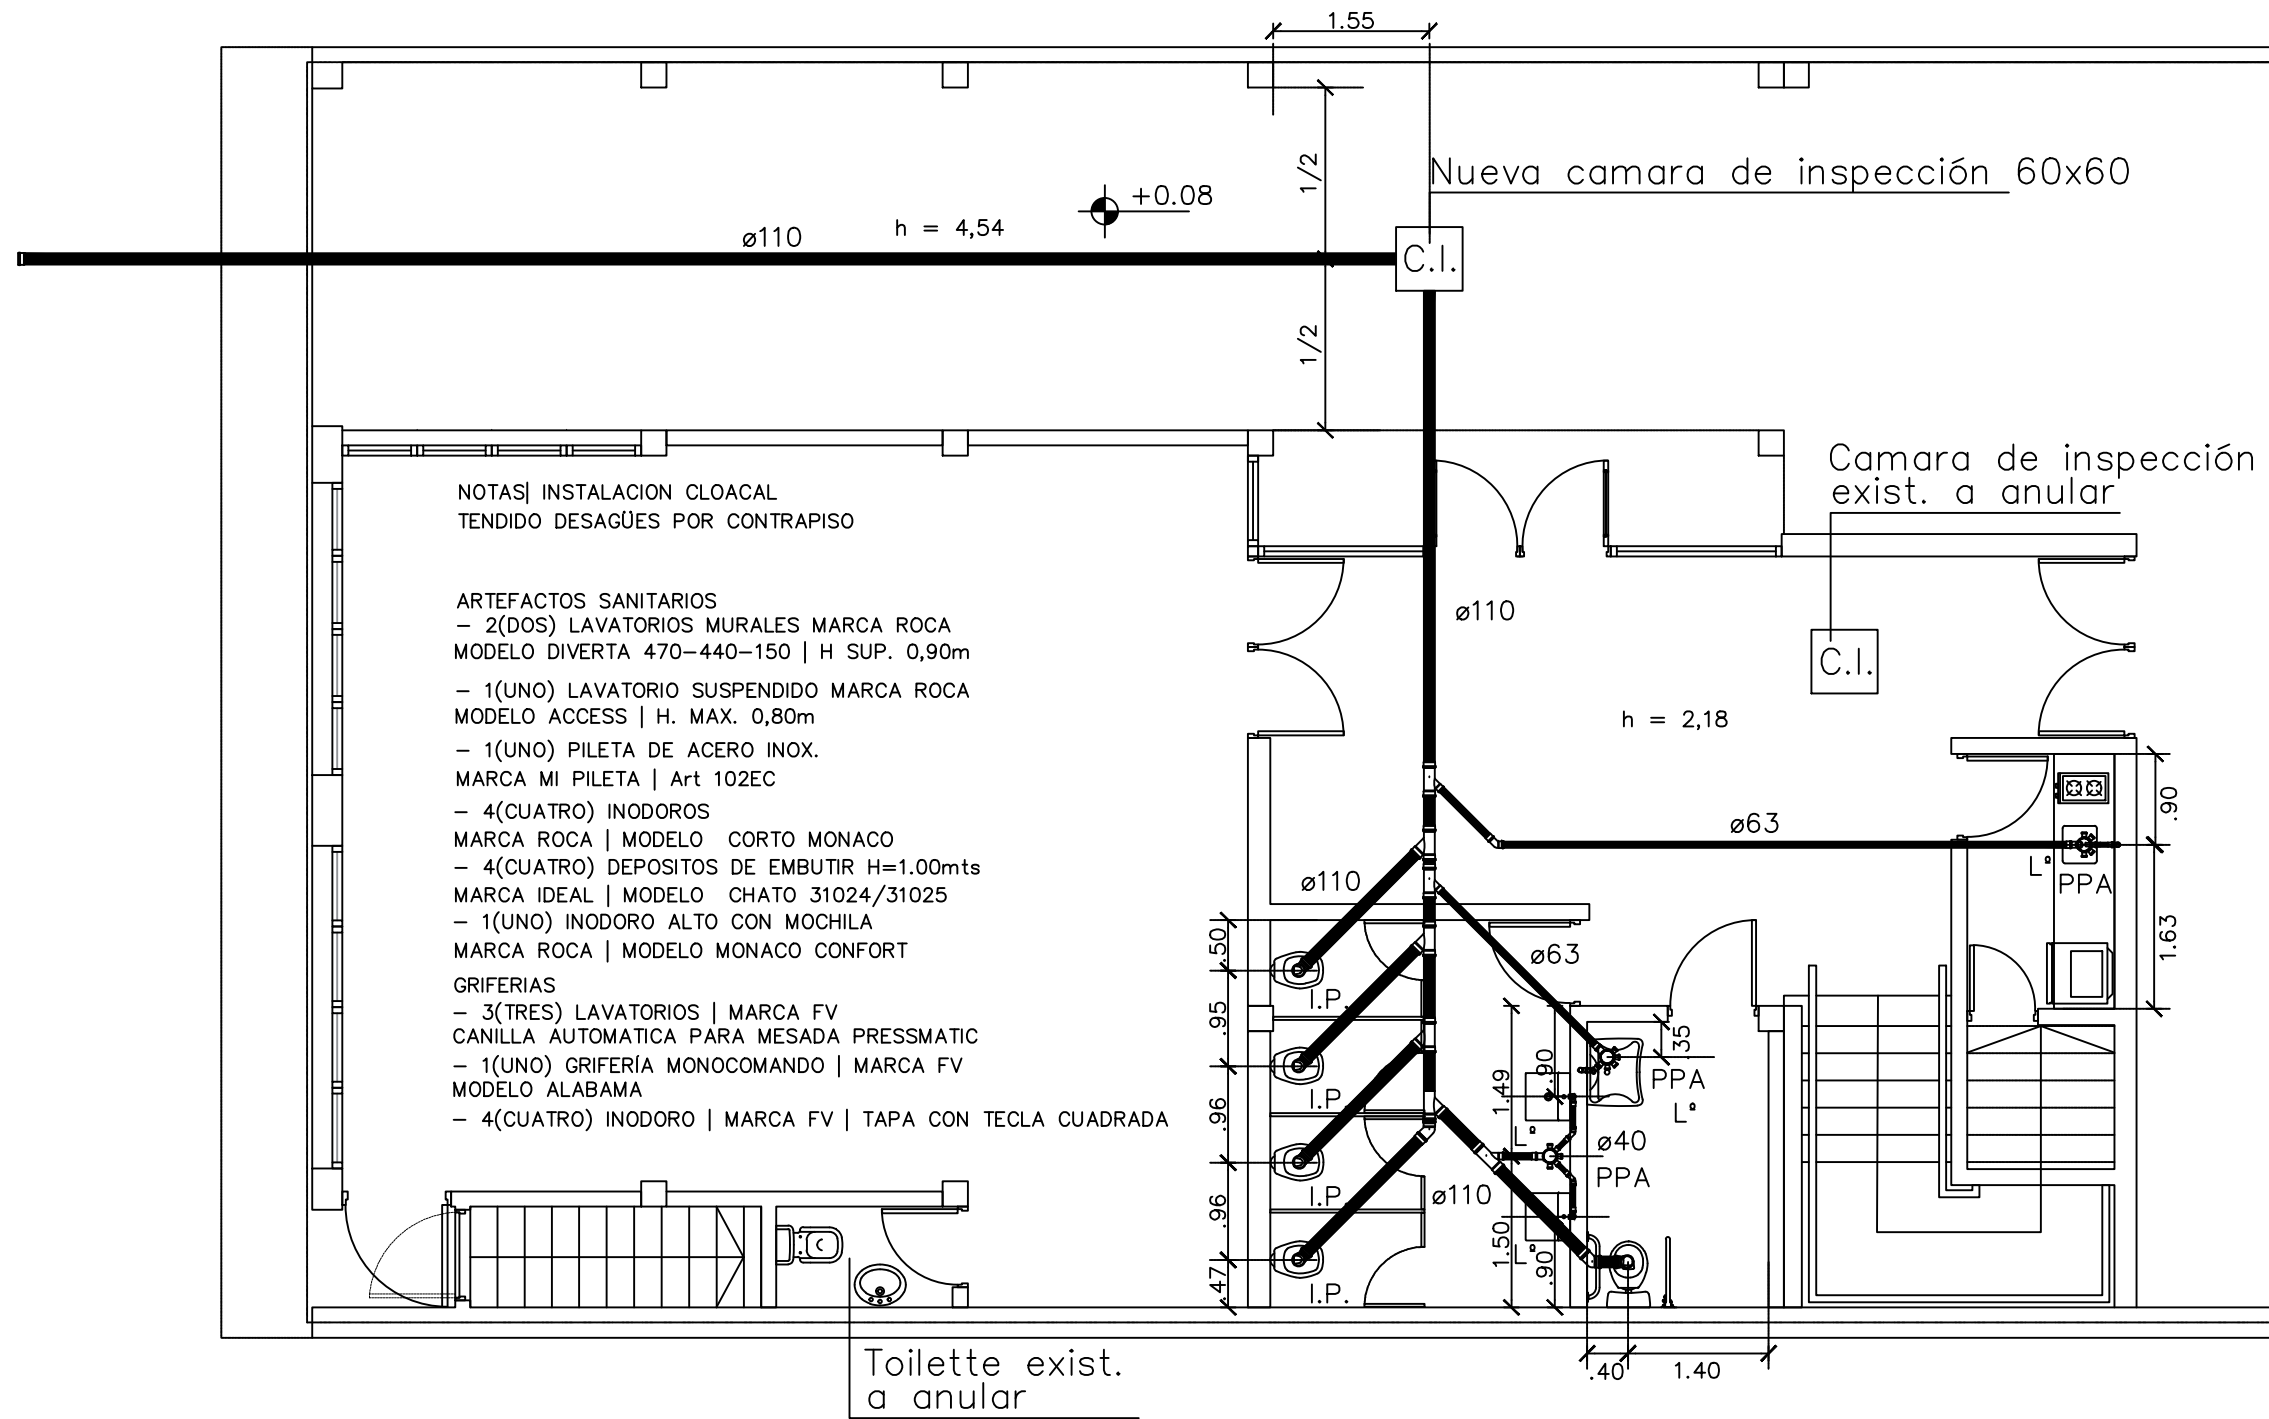 1.55
Nueva camara de inspección 60x60
1/2
+0.08
h = 4,54
ø110
C.I.
1/2
Camara de inspección
exist. a anular
NOTAS| INSTALACION CLOACAL
TENDIDO DESAGÜES POR CONTRAPISO
ARTEFACTOS SANITARIOS
– 2(DOS) LAVATORIOS MURALES MARCA ROCA
MODELO DIVERTA 470–440–150 | H SUP. 0,90m
– 1(UNO) LAVATORIO SUSPENDIDO MARCA ROCA
MODELO ACCESS | H. MAX. 0,80m
– 1(UNO) PILETA DE ACERO INOX.
MARCA MI PILETA | Art 102EC
– 4(CUATRO) INODOROS
MARCA ROCA | MODELO CORTO MONACO
– 4(CUATRO) DEPOSITOS DE EMBUTIR H=1.00mts
MARCA IDEAL | MODELO CHATO 31024/31025
– 1(UNO) INODORO ALTO CON MOCHILA
MARCA ROCA | MODELO MONACO CONFORT
GRIFERIAS
– 3(TRES) LAVATORIOS | MARCA FV
CANILLA AUTOMATICA PARA MESADA PRESSMATIC
– 1(UNO) GRIFERÍA MONOCOMANDO | MARCA FV
MODELO ALABAMA
– 4(CUATRO) INODORO | MARCA FV | TAPA CON TECLA CUADRADA
ø110
C.I.
h = 2,18
.90
ø63
Lº
PPA
ø110
1.63
.50
ø63
I.P.
.95
.35
.90
1.49
PPA
Lº
I.P.
.96
Lº
ø40
PPA
I.P.
ø110
.96
1.50
Lº
.90
.47
I.P.
.40
1.40
Toilette exist.
a anular